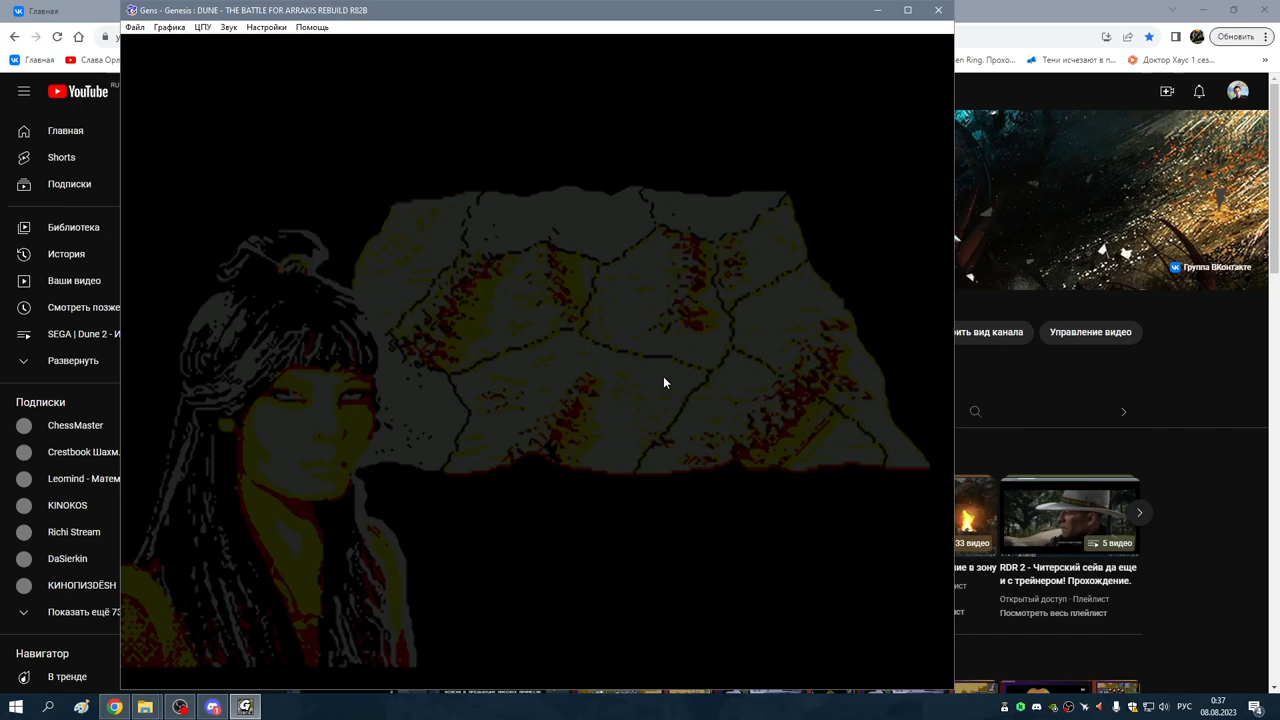 Главная
Gens - Genesis : DUNE - THE BATTLE FOR ARRAKIS REBUILD R82B
Файл Графика ЦПУ Звук Настройки Помощь
Обновить
Главная
Слава Орл
en Ring. Прохо...
Тени исчезают в п...
Доктор Хаус 1 сез...
»
YouTube RU
Главная
Shorts
Подписки
Библиотека
История
Ваши видео
Смотреть позже
SEGA | Dune 2 - И
Развернуть
Подписки
ChessMaster
Crestbook Шахм.
Leomind - Матем
KINOKOS
Richi Stream
DaSierkin
КИНОПИЗDЁSH
Показать ещё 73
Навигатор
В тренде
Группа ВКонтакте
ить вид канала
Управление видео
33 видео
5 видео
ние в зону
RDR 2 - Читерский сейв да еще и с трейнером! Прохождение.
ист
Открытый доступ · Плейлист
ст
Посмотреть весь плейлист
РУС
0:37
08.08.2023
4